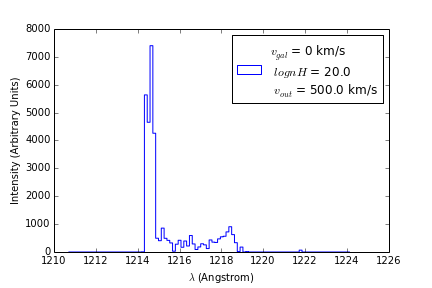 8000
7000
6000
5000
4000
3000
2000
1000
0
Intensity (Arbitrary Units)
v_gal = 0 km/s
lognH = 20.0
v_out = 500.0 km/s
1210 1212 1214 1216 1218 1220 1222 1224 1226
λ (Angstrom)